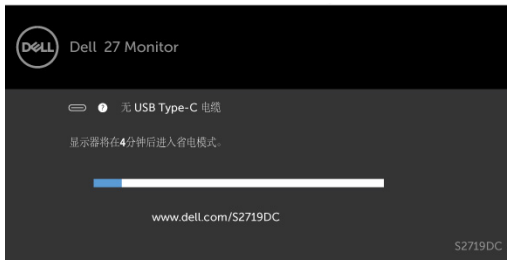 DELL Dell 27 Monitor
? 无 USB Type-C 电缆
显示器将在4分钟后进入省电模式。
www.dell.com/S2719DC
S2719DC